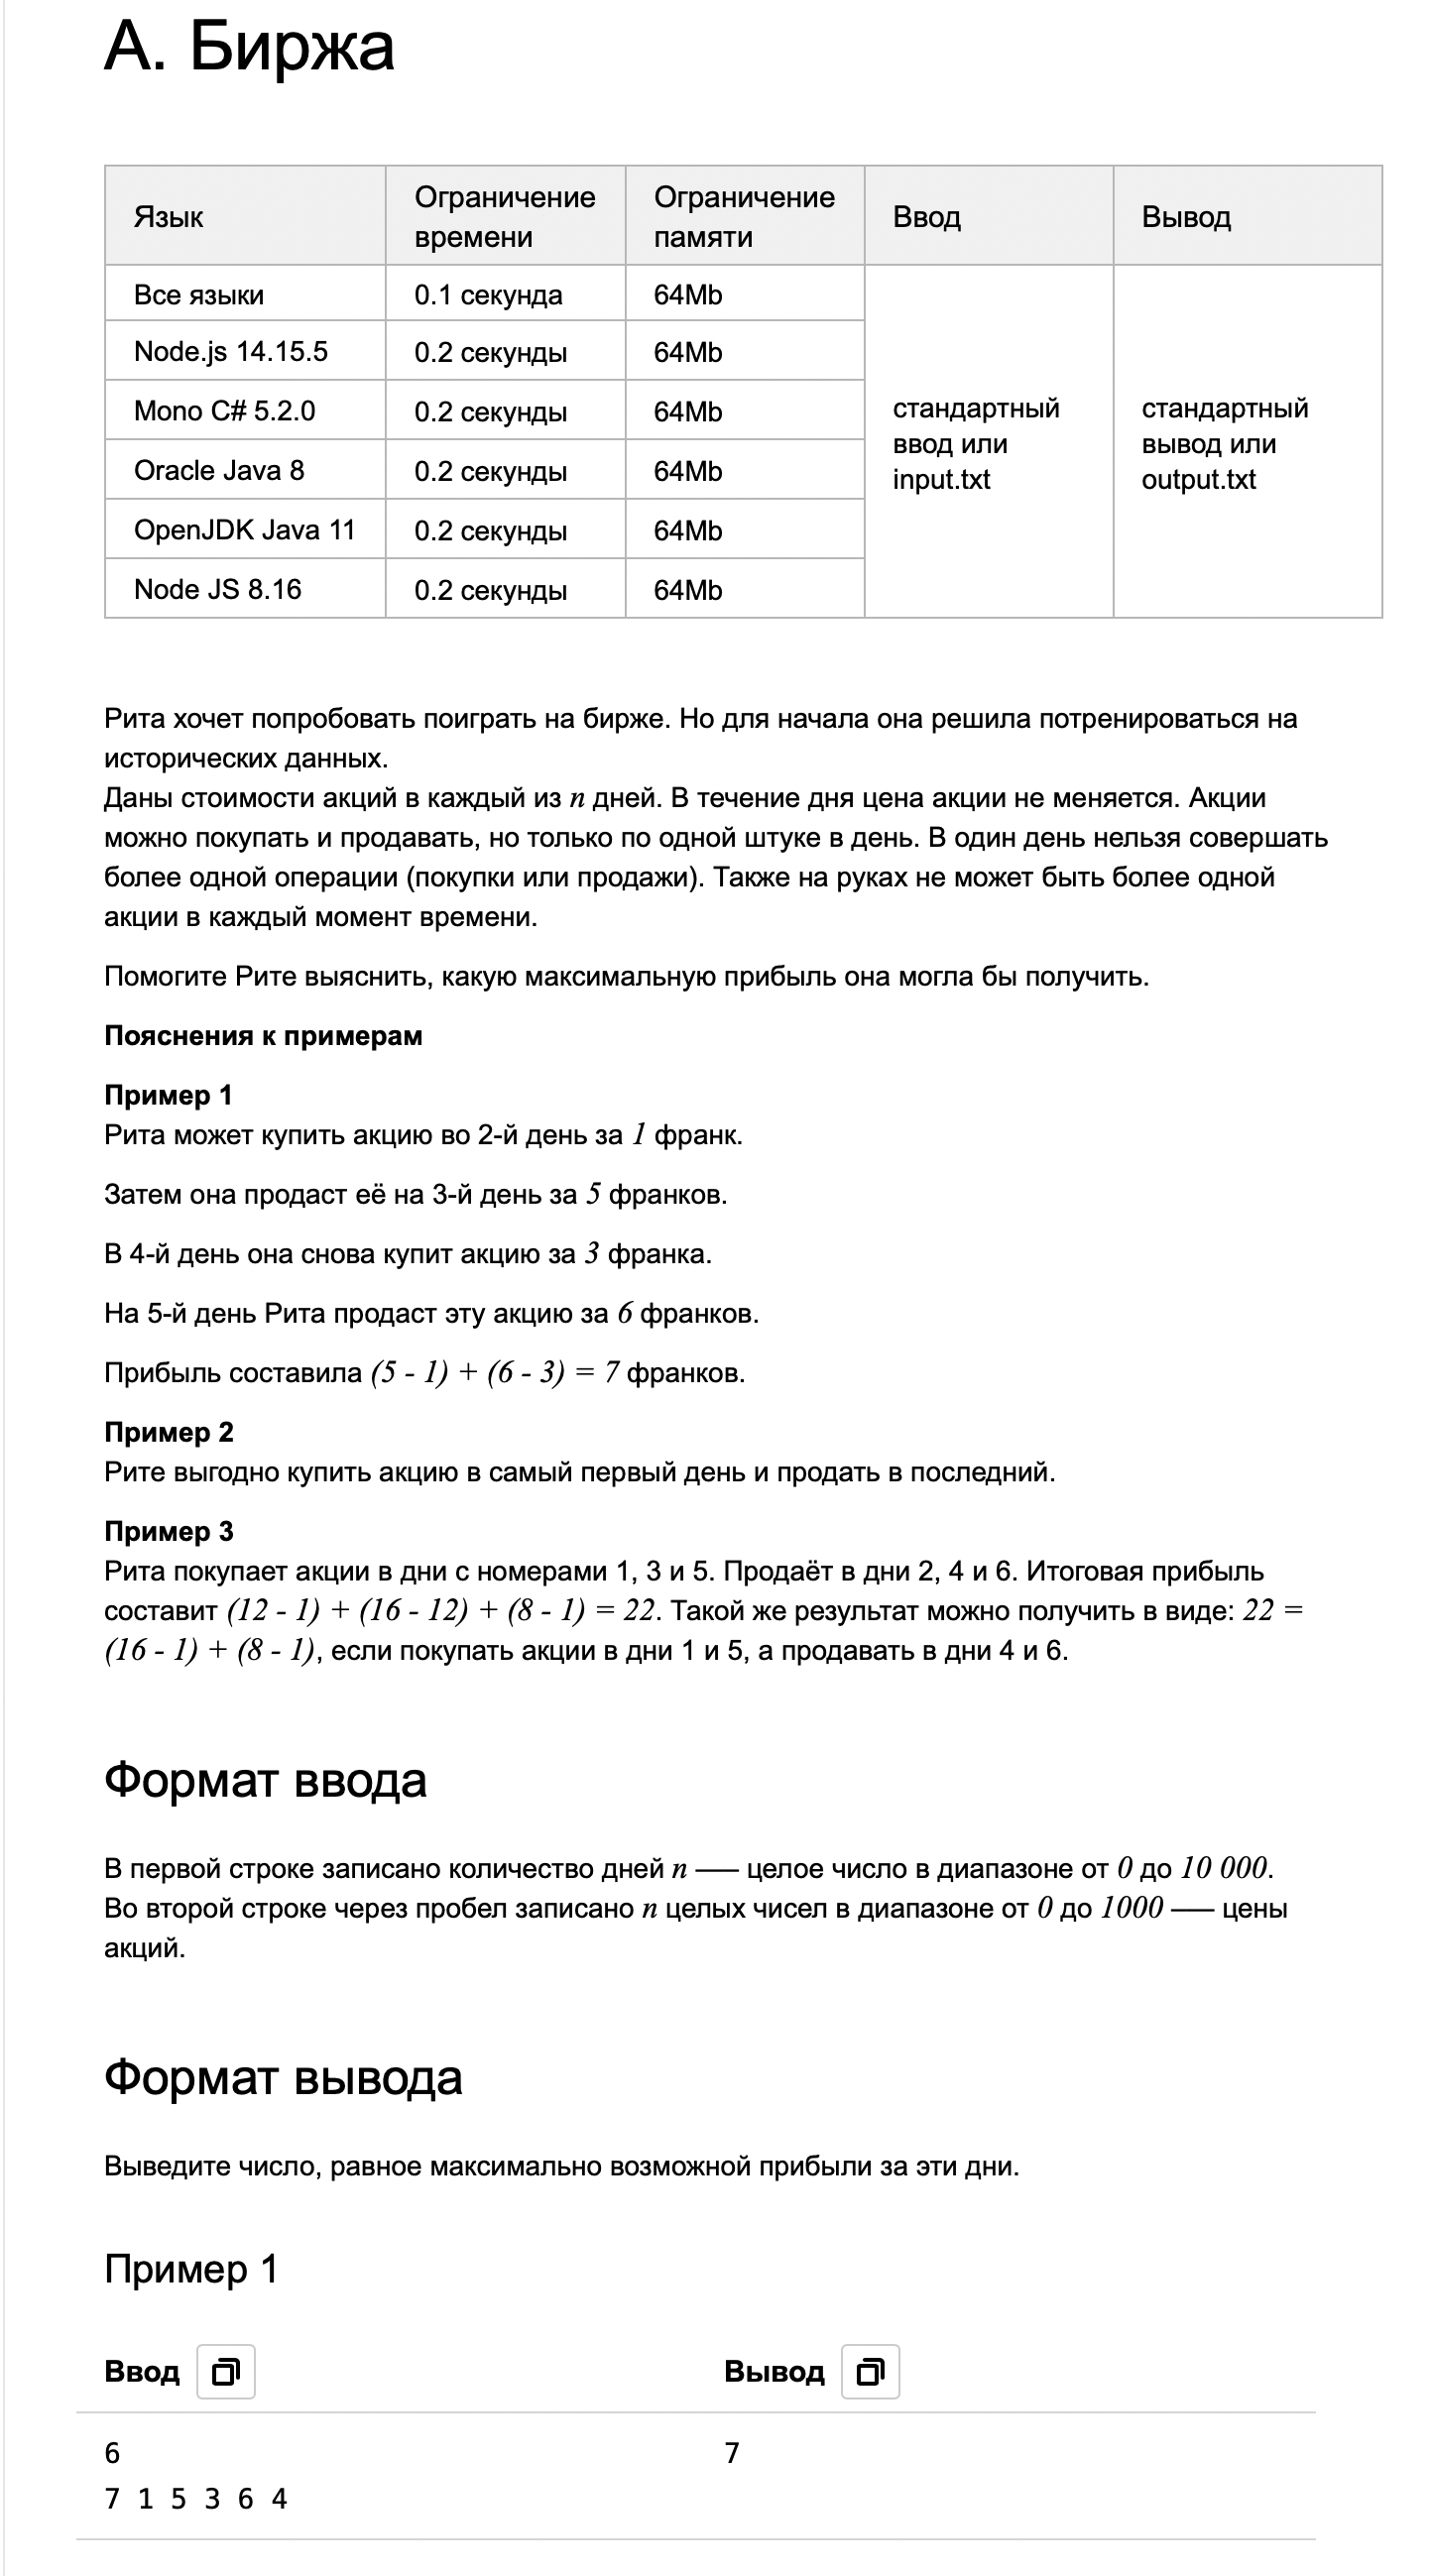 А. Биржа
Язык
Ограничение
времени
Ограничение
памяти
Ввод
Вывод
Все языки
0.1 секунда
64Mb
стандартный
ввод или
input.txt
стандартный
вывод или
output.txt
Node.js 14.15.5
0.2 секунды
64Mb
Mono C# 5.2.0
0.2 секунды
64Mb
Oracle Java 8
0.2 секунды
64Mb
OpenJDK Java 11
0.2 секунды
64Mb
Node JS 8.16
0.2 секунды
64Mb
Рита хочет попробовать поиграть на бирже. Но для начала она решила потренироваться на
исторических данных.
Даны стоимости акций в каждый из n дней. В течение дня цена акции не меняется. Акции
можно покупать и продавать, но только по одной штуке в день. В один день нельзя совершать
более одной операции (покупки или продажи). Также на руках не может быть более одной
акции в каждый момент времени.
Помогите Рите выяснить, какую максимальную прибыль она могла бы получить.
Пояснения к примерам
Пример 1
Рита может купить акцию во 2-й день за 1 франк.
Затем она продаст её на 3-й день за 5 франков.
В 4-й день она снова купит акцию за 3 франка.
На 5-й день Рита продаст эту акцию за 6 франков.
Прибыль составила (5 - 1) + (6 - 3) = 7 франков.
Пример 2
Рите выгодно купить акцию в самый первый день и продать в последний.
Пример 3
Рита покупает акции в дни с номерами 1, 3 и 5. Продаёт в дни 2, 4 и 6. Итоговая прибыль
составит (12 - 1) + (16 - 12) + (8 - 1) = 22. Такой же результат можно получить в виде: 22 =
(16 - 1) + (8 - 1), если покупать акции в дни 1 и 5, а продавать в дни 4 и 6.
Формат ввода
В первой строке записано количество дней n — целое число в диапазоне от 0 до 10 000.
Во второй строке через пробел записано n целых чисел в диапазоне от 0 до 1000 — цены
акций.
Формат вывода
Выведите число, равное максимально возможной прибыли за эти дни.
Пример 1
Ввод
Вывод
6
7
7 1 5 3 6 4